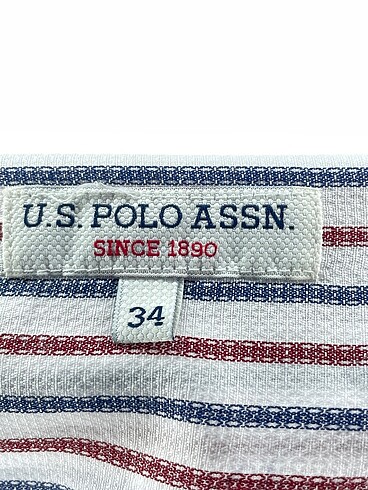 U.S. POLO ASSN.
SINCE 1890
34